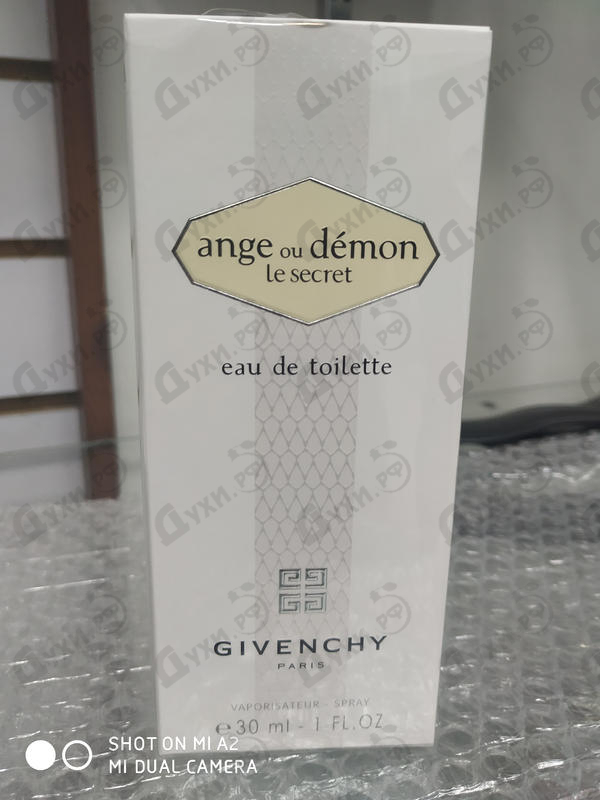 ange ou démon
le secret
eau de toilette
GIVENCHY
PARIS
VAPORISATEUR - SPRAY
℮ 30 ml - 1 FL.OZ
SHOT ON MI A2
MI DUAL CAMERA
Духи.РФ